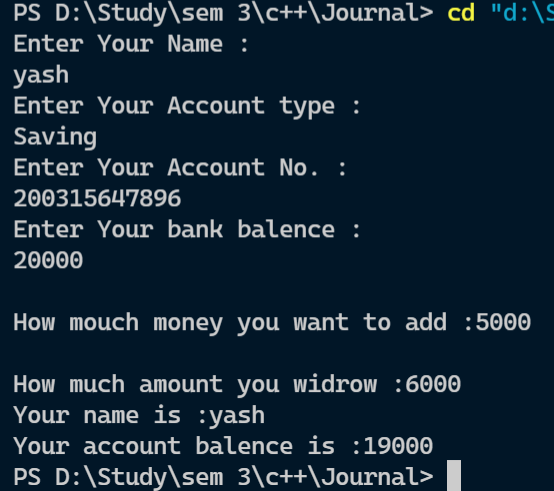 PS D:\Study\sem 3\c++\Journal> cd "d:\S
Enter Your Name :
yash
Enter Your Account type :
Saving
Enter Your Account No. :
200315647896
Enter Your bank balence :
20000
How mouch money you want to add :5000
How much amount you widrow :6000
Your name is :yash
Your account balence is :19000
PS D:\Study\sem 3\c++\Journal>